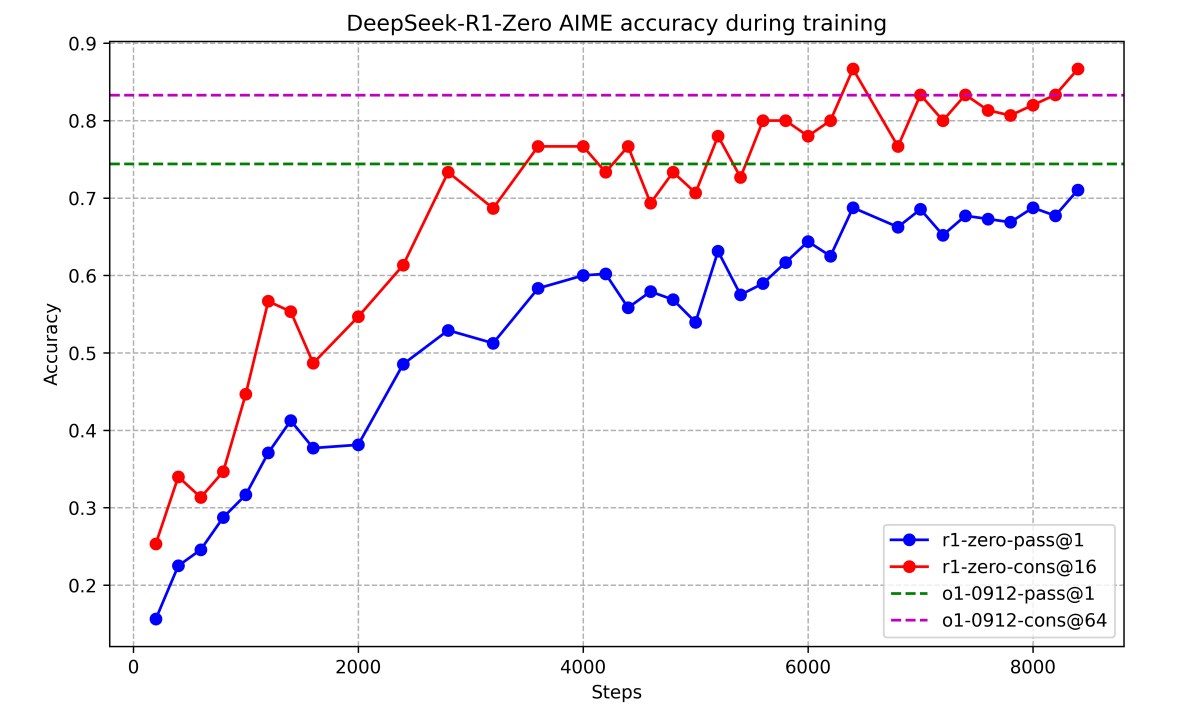 DeepSeek-R1-Zero AIME accuracy during training
0.9
0.8
0.7
0.6
0.5
0.4
0.3
0.2
Accuracy
0 2000 4000 6000 8000
Steps
r1-zero-pass@1
r1-zero-cons@16
o1-0912-pass@1
o1-0912-cons@64